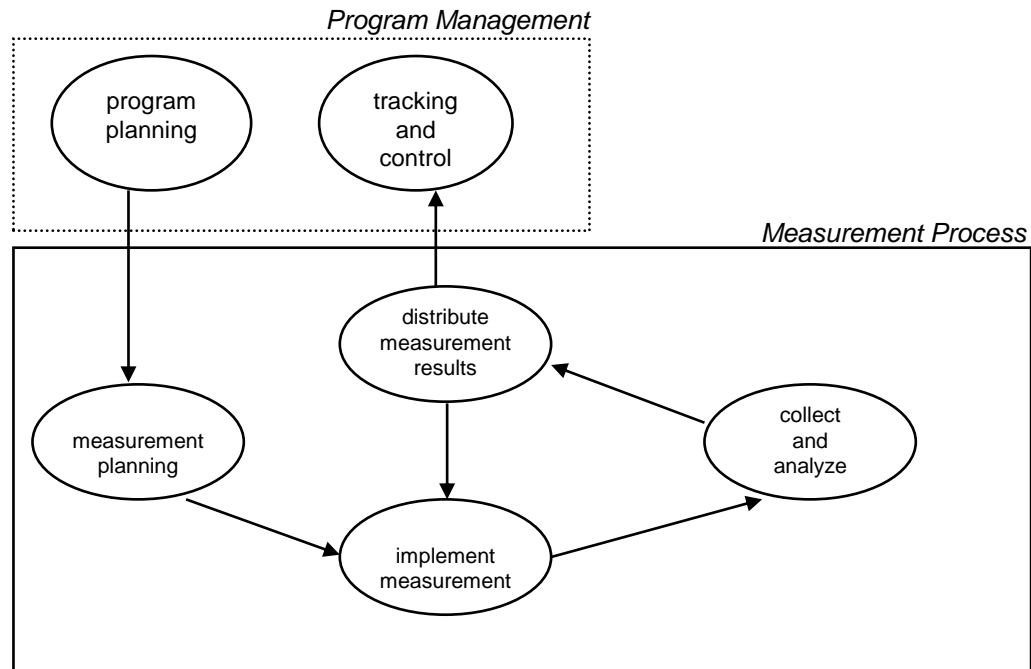 Program Management
program
planning
tracking
and
control
Measurement Process
distribute
measurement
results
measurement
planning
collect
and
analyze
implement
measurement